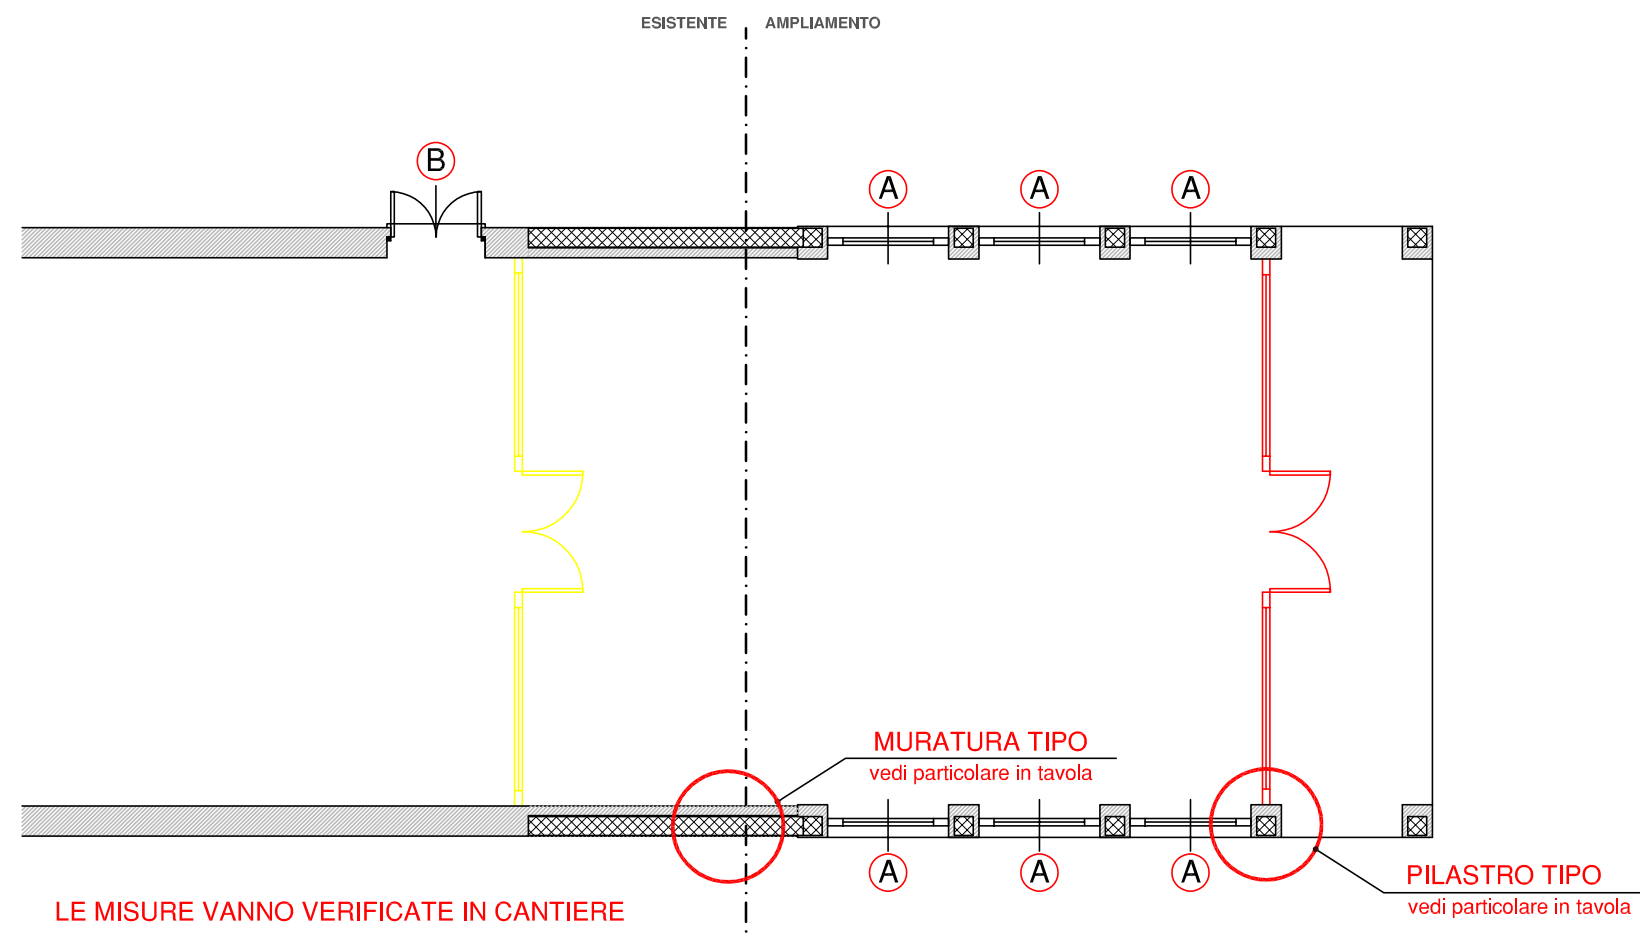 ESISTENTE AMPLIAMENTO
B
A A A
MURATURA TIPO
vedi particolare in tavola
A A A
PILASTRO TIPO
vedi particolare in tavola
LE MISURE VANNO VERIFICATE IN CANTIERE